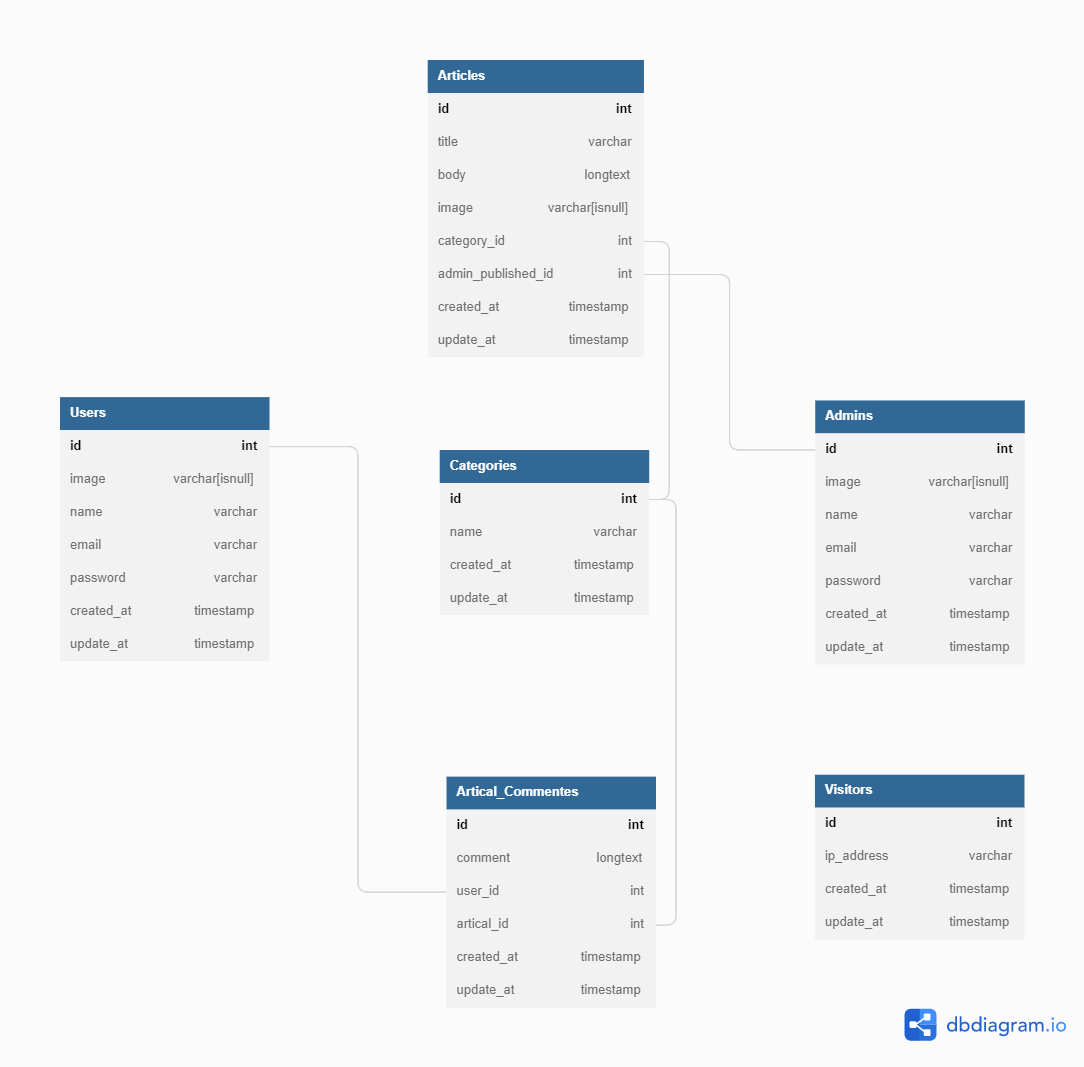 Articles
id int
title varchar
body longtext
image varchar[isnull]
category_id int
admin_published_id int
created_at timestamp
update_at timestamp
Users
id int
image varchar[isnull]
name varchar
email varchar
password varchar
created_at timestamp
update_at timestamp
Categories
id int
name varchar
created_at timestamp
update_at timestamp
Admins
id int
image varchar[isnull]
name varchar
email varchar
password varchar
created_at timestamp
update_at timestamp
Artical_Commentes
id int
comment longtext
user_id int
artical_id int
created_at timestamp
update_at timestamp
Visitors
id int
ip_address varchar
created_at timestamp
update_at timestamp
dbdiagram.io